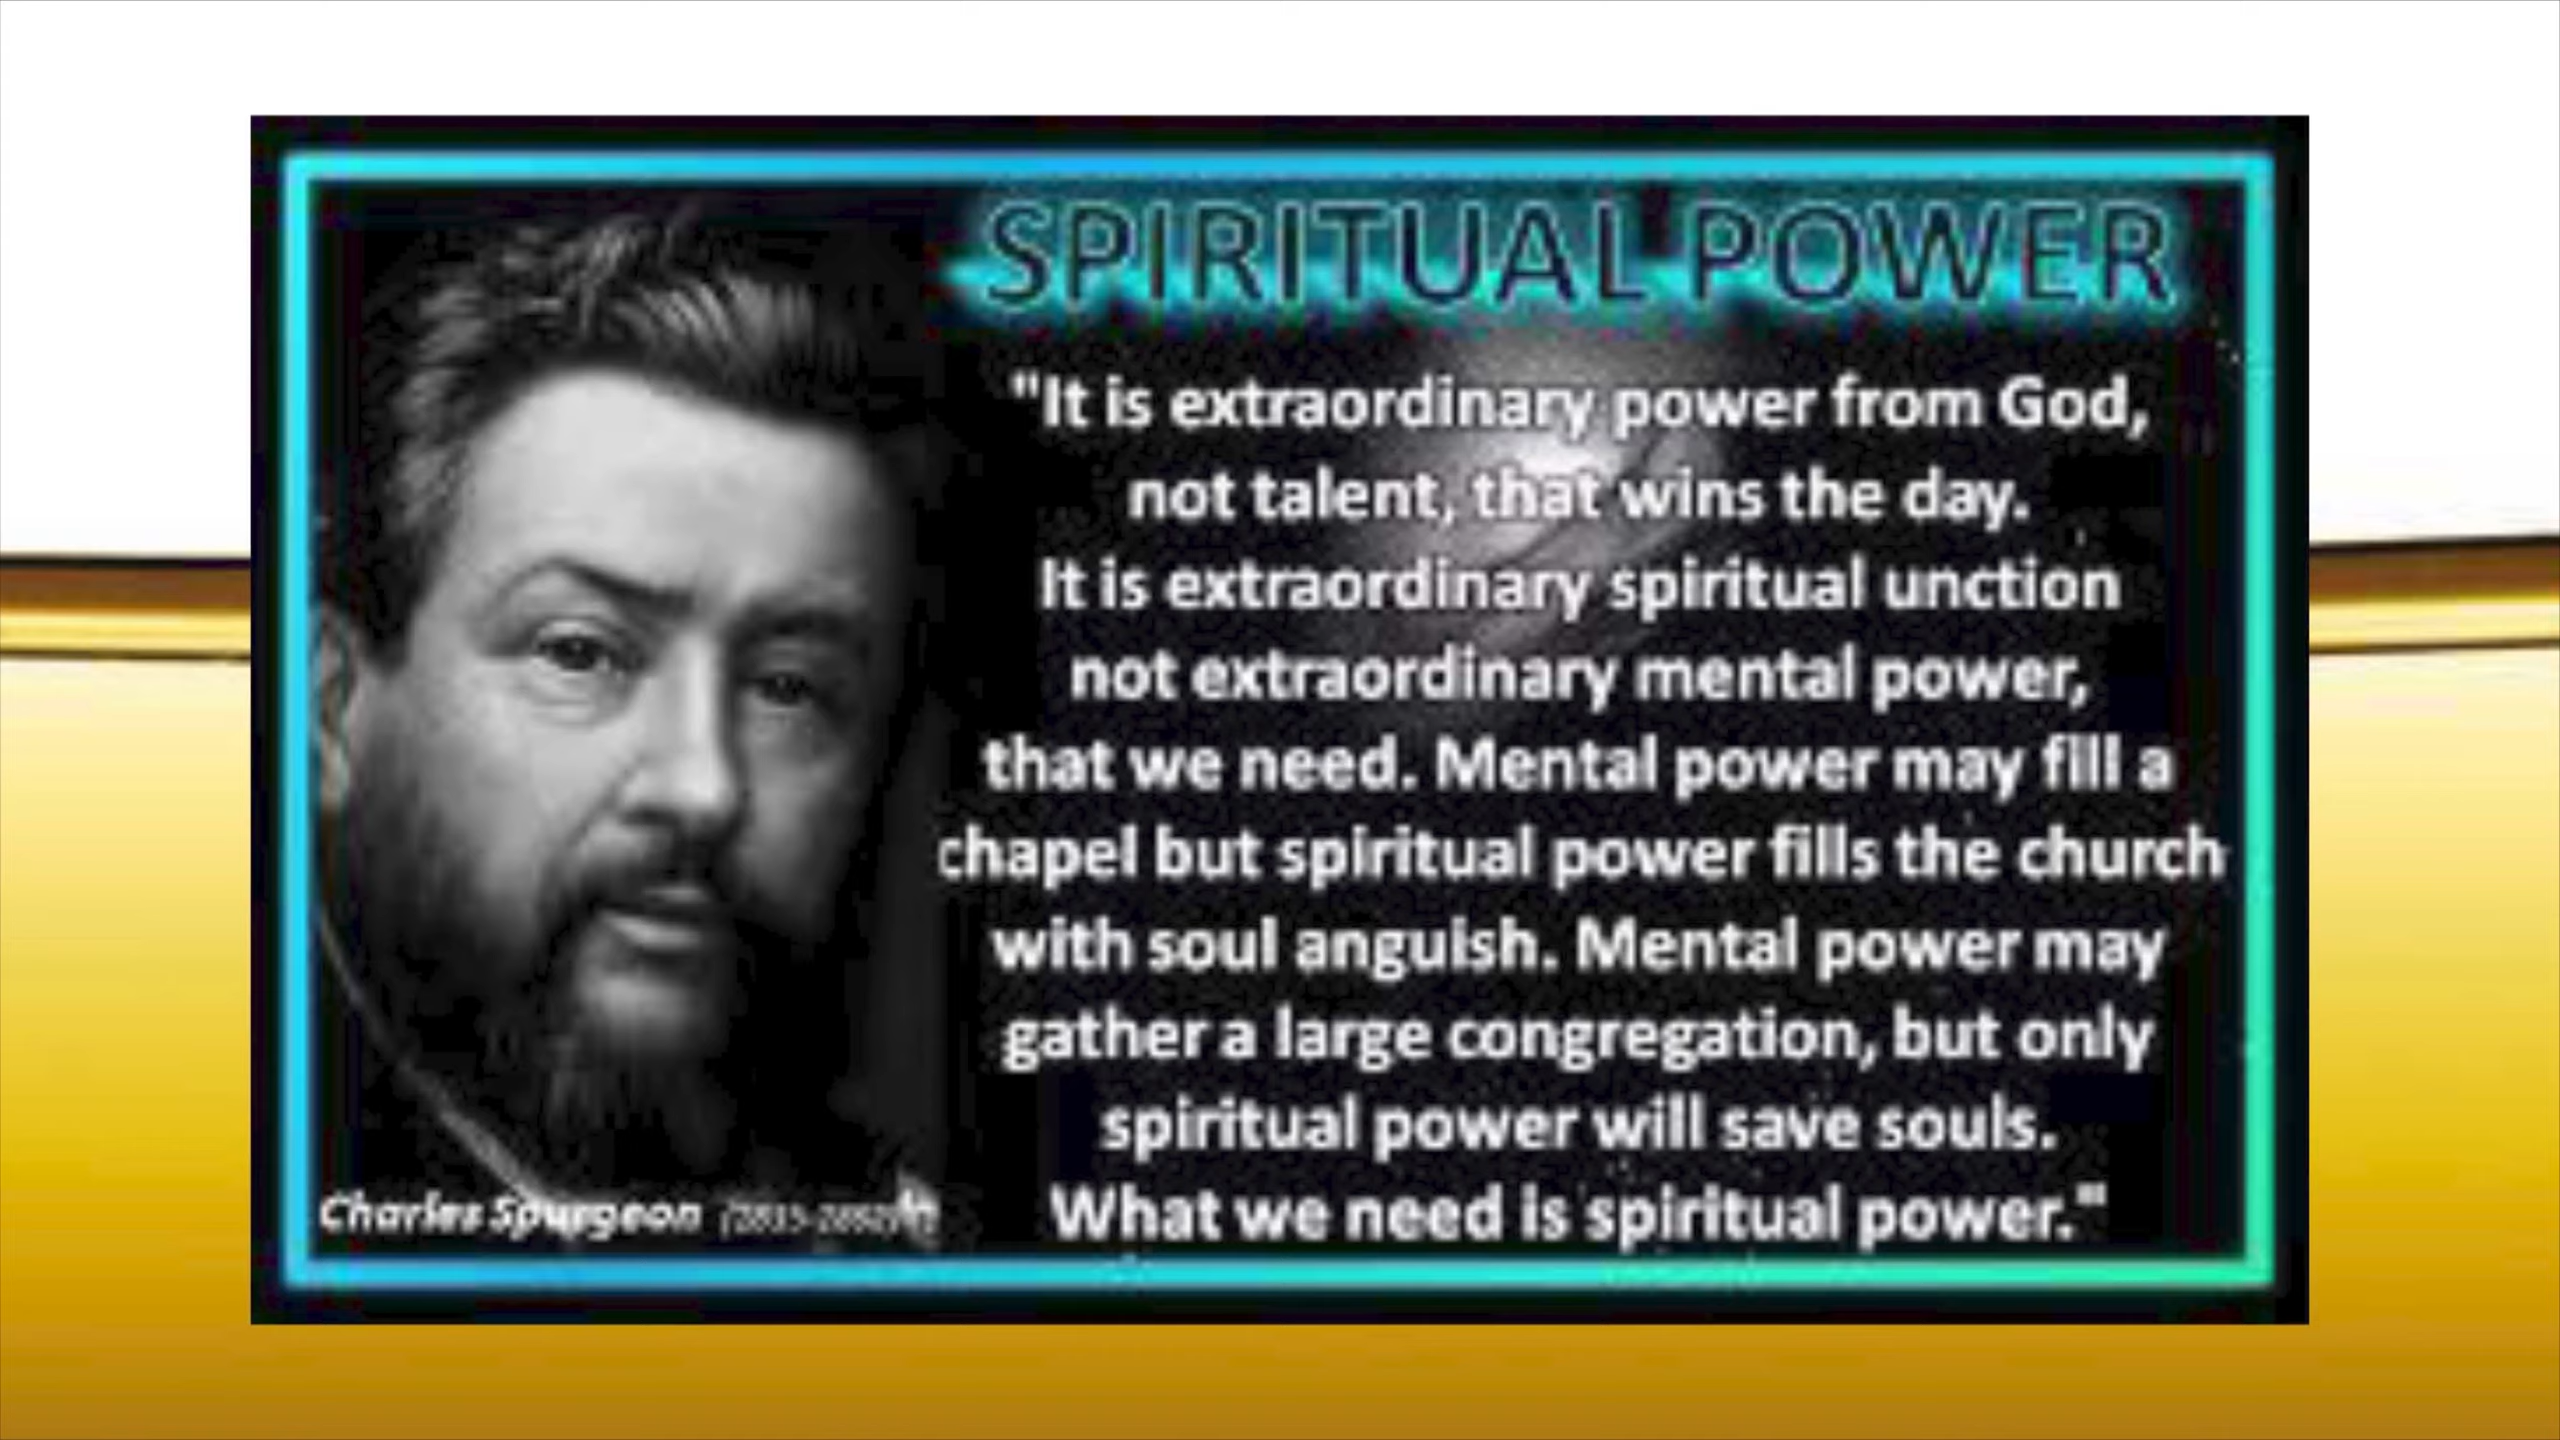 SPIRITUAL POWER
"It is extraordinary power from God,
not talent, that wins the day.
It is extraordinary spiritual unction
not extraordinary mental power,
that we need. Mental power may fill a
chapel but spiritual power fills the church
with soul anguish. Mental power may
gather a large congregation, but only
spiritual power will save souls.
What we need is spiritual power."
Charles Spurgeon